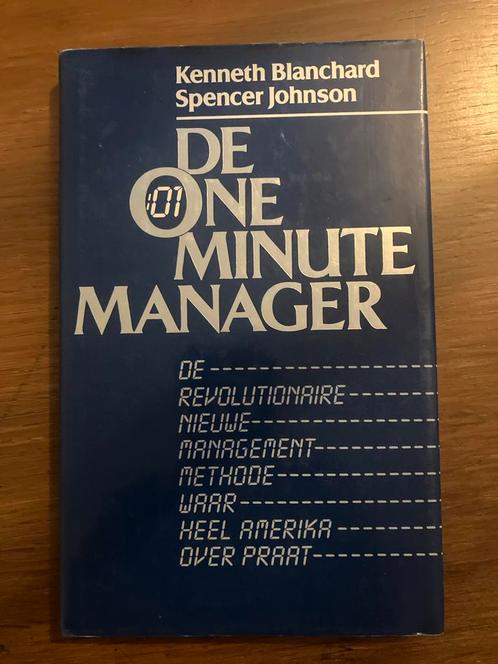 Kenneth Blanchard
Spencer Johnson
DE
:01
ONE
MINUTE
MANAGER
DE
REVOLUTIONAIRE
NIEUWE
MANAGEMENT
METHODE
WAAR
HEEL AMERIKA
OVER PRAAT